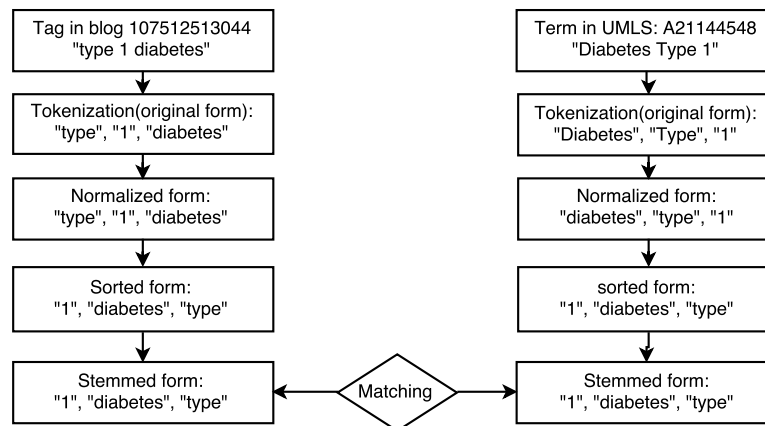 Tag in blog 107512513044
"type 1 diabetes"
Tokenization(original form):
"type", "1", "diabetes"
Normalized form:
"type", "1", "diabetes"
Sorted form:
"1", "diabetes", "type"
Stemmed form:
"1", "diabetes", "type"
Matching
Term in UMLS: A21144548
"Diabetes Type 1"
Tokenization(original form):
"Diabetes", "Type", "1"
Normalized form:
"diabetes", "type", "1"
sorted form:
"1", "diabetes", "type"
Stemmed form:
"1", "diabetes", "type"